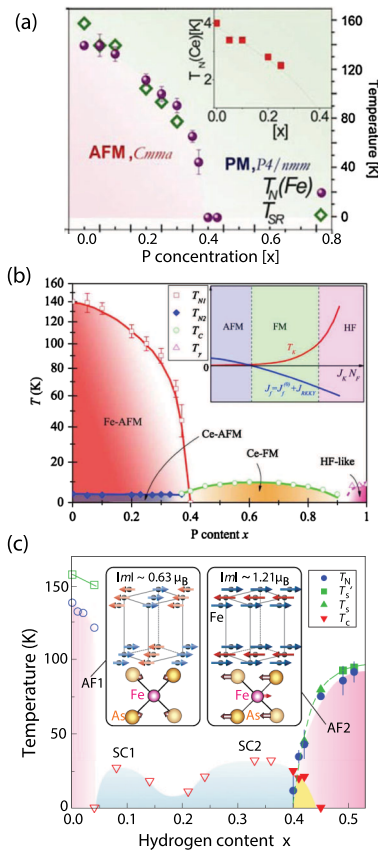 (a)
T_N(Ce)[K]
4
2
0
0.2
0.4
[x]
160
120
80
40
0
Temperature [K]
AFM,Cmma
PM,P4/nmm
T_N(Fe)
T_SR
0.0
0.2
0.4
0.6
0.8
P concentration [x]
(b)
140
120
100
80
60
40
20
10
0
T(K)
T_N1
T_N2
T_C
T_r
AFM
FM
HF
T_k
0
J_f=J_f^0+J_RKKY
J_K N_F
Fe-AFM
Ce-AFM
Ce-FM
HF-like
0
0.2
0.4
0.6
0.8
1
P content x
(c)
150
100
50
0
Temperature (K)
|m| ~ 0.63 μB
|m| ~ 1.21μB
Fe
Fe
As
Fe
As
AF1
AF2
T_N
T_s'
T_s
T_c
SC1
SC2
0.0
0.1
0.2
0.3
0.4
0.5
Hydrogen content x